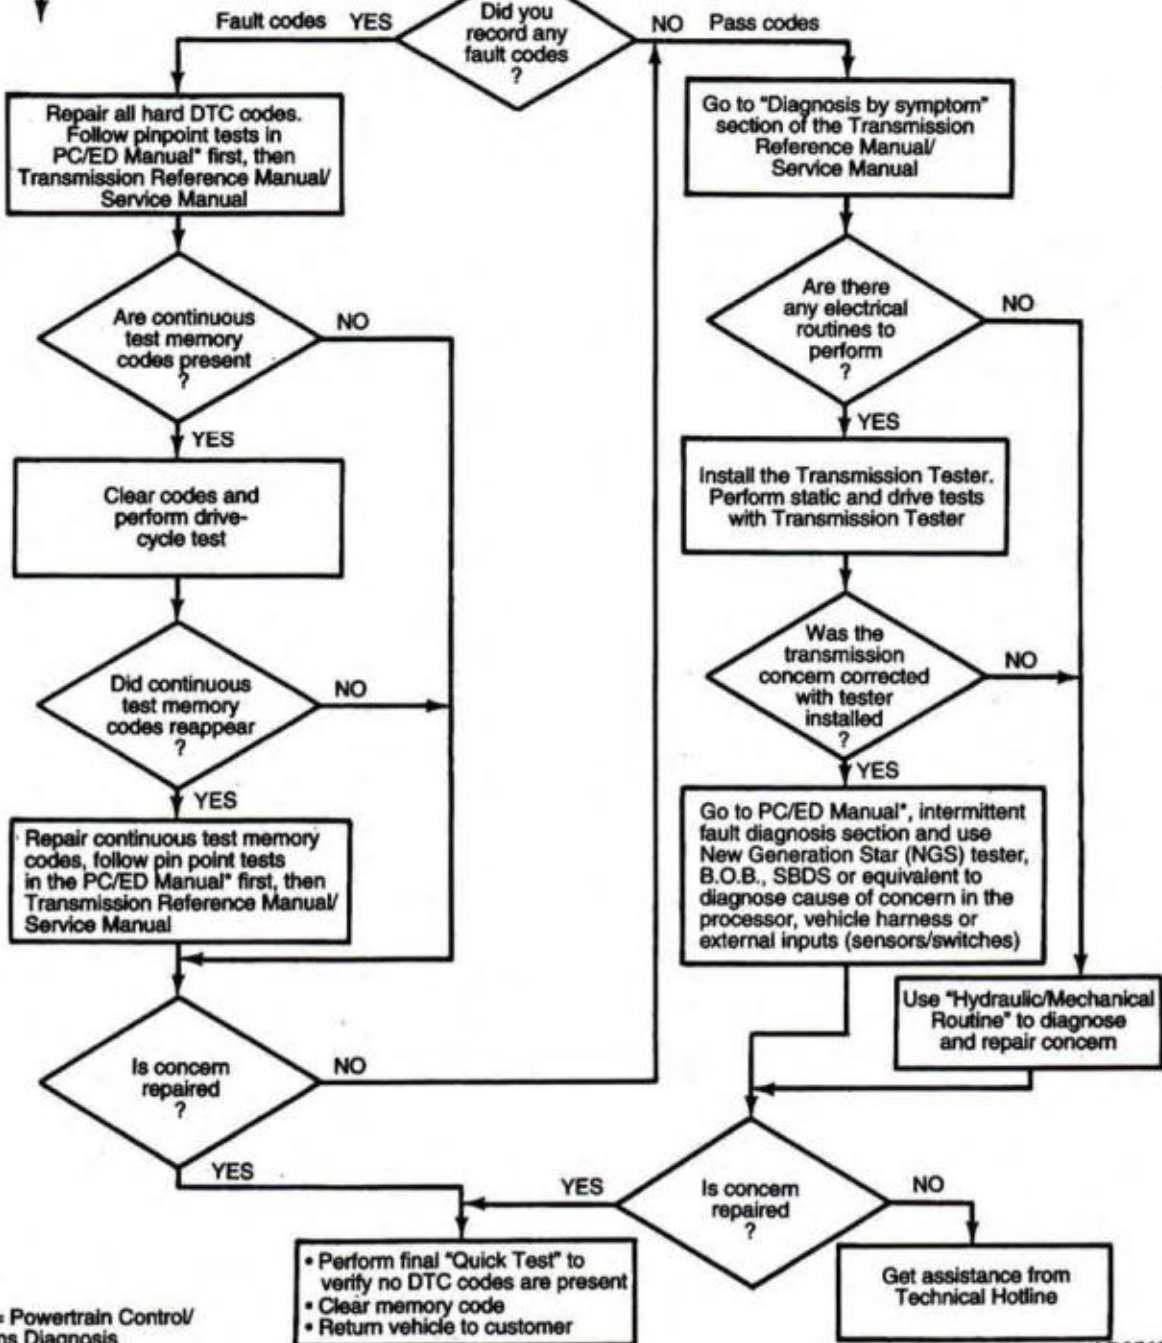 Did you
record any
fault codes
?
Fault codes YES
NO Pass codes
Repair all hard DTC codes.
Follow pinpoint tests in
PC/ED Manual* first, then
Transmission Reference Manual/
Service Manual
Go to "Diagnosis by symptom"
section of the Transmission
Reference Manual/
Service Manual
Are continuous
test memory
codes present
?
NO
YES
Clear codes and
perform drive-
cycle test
Did continuous
test memory
codes reappear
?
NO
YES
Repair continuous test memory
codes, follow pin point tests
in the PC/ED Manual* first, then
Transmission Reference Manual/
Service Manual
Is concern
repaired
?
NO
YES
Are there
any electrical
routines to
perform
?
NO
YES
Install the Transmission Tester.
Perform static and drive tests
with Transmission Tester
Was the
transmission
concern corrected
with tester
installed
?
NO
YES
Go to PC/ED Manual*, intermittent
fault diagnosis section and use
New Generation Star (NGS) tester,
B.O.B., SBDS or equivalent to
diagnose cause of concern in the
processor, vehicle harness or
external inputs (sensors/switches)
Use "Hydraulic/Mechanical
Routine" to diagnose
and repair concern
Is concern
repaired
?
YES
NO
• Perform final "Quick Test" to
verify no DTC codes are present
• Clear memory code
• Return vehicle to customer
Get assistance from
Technical Hotline
= Powertrain Control/
Diagnosis